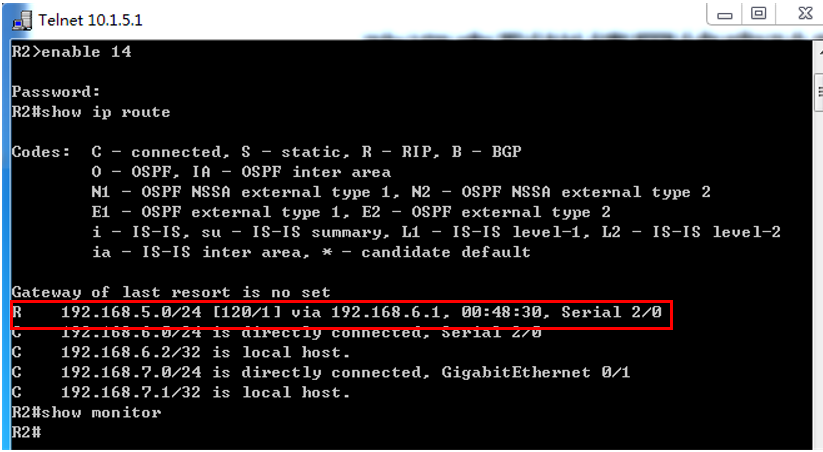 Telnet 10.1.5.1
R2>enable 14
Password:
R2#show ip route
Codes:  C - connected, S - static, R - RIP, B - BGP
O - OSPF, IA - OSPF inter area
N1 - OSPF NSSA external type 1, N2 - OSPF NSSA external type 2
E1 - OSPF external type 1, E2 - OSPF external type 2
i - IS-IS, su - IS-IS summary, L1 - IS-IS level-1, L2 - IS-IS level-2
ia - IS-IS inter area, * - candidate default
Gateway of last resort is no set
R    192.168.5.0/24 [120/1] via 192.168.6.1, 00:48:30, Serial 2/0
C    192.168.6.0/24 is directly connected, Serial 2/0
C    192.168.6.2/32 is local host.
C    192.168.7.0/24 is directly connected, GigabitEthernet 0/1
C    192.168.7.1/32 is local host.
R2#show monitor
R2#